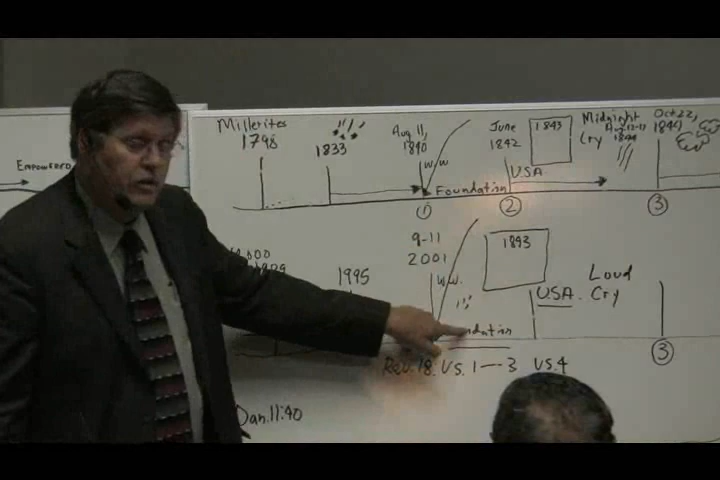 EMPOWERED
Millerites
1798
1833
Aug 11,
1840
W W
Foundation
①
June
1842
USA
②
1843
Midnight
Cry
Oct 22,
1844
③
1995
9-11
2001
W W.
1843
USA.
Loud
Cry
③
Rev. 18. VS. 1—3 VS. 4
Dan. 11:40